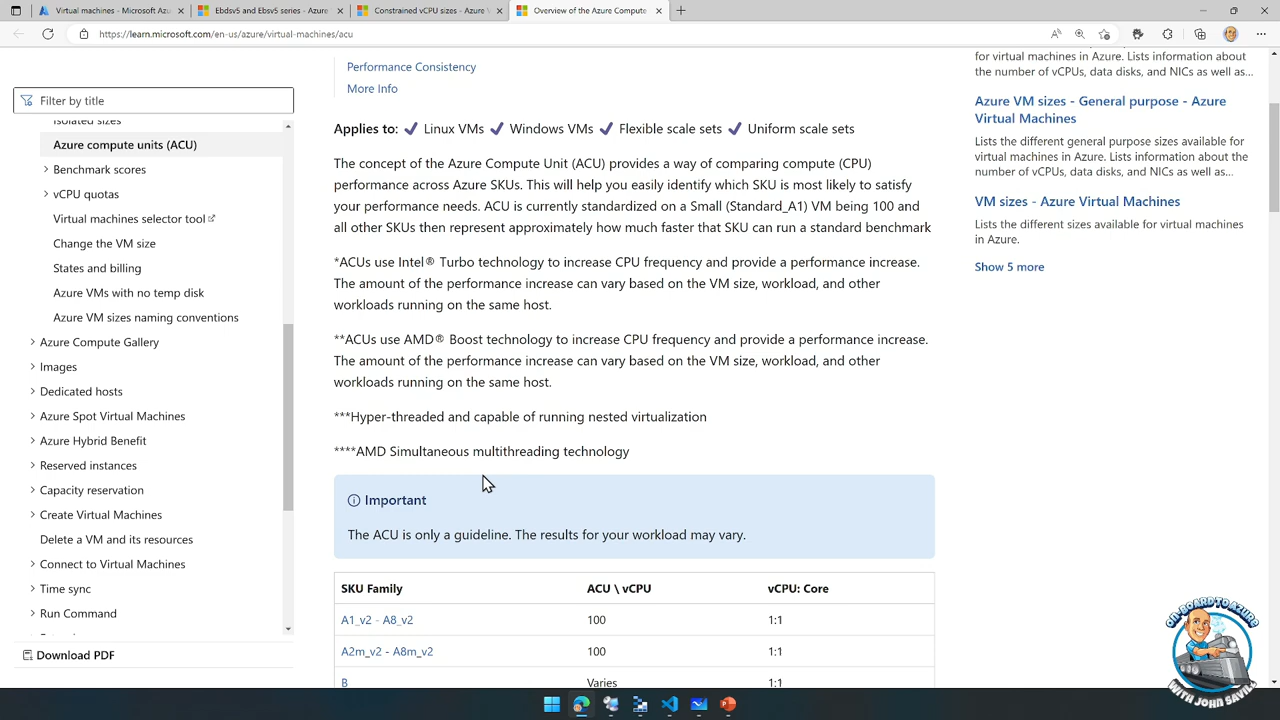 Virtual machines - Microsoft Azu
Ebdsv5 and Ebsv5 series - Azure
Constrained vCPU sizes - Azure V
Overview of the Azure Compute
https://learn.microsoft.com/en-us/azure/virtual-machines/acu
Filter by title
Isolated sizes
Azure compute units (ACU)
Benchmark scores
vCPU quotas
Virtual machines selector tool
Change the VM size
States and billing
Azure VMs with no temp disk
Azure VM sizes naming conventions
Azure Compute Gallery
Images
Dedicated hosts
Azure Spot Virtual Machines
Azure Hybrid Benefit
Reserved instances
Capacity reservation
Create Virtual Machines
Delete a VM and its resources
Connect to Virtual Machines
Time sync
Run Command
Download PDF
Performance Consistency
More Info
Applies to: ✔ Linux VMs ✔ Windows VMs ✔ Flexible scale sets ✔ Uniform scale sets
The concept of the Azure Compute Unit (ACU) provides a way of comparing compute (CPU)
performance across Azure SKUs. This will help you easily identify which SKU is most likely to satisfy
your performance needs. ACU is currently standardized on a Small (Standard_A1) VM being 100 and
all other SKUs then represent approximately how much faster that SKU can run a standard benchmark
*ACUs use Intel® Turbo technology to increase CPU frequency and provide a performance increase.
The amount of the performance increase can vary based on the VM size, workload, and other
workloads running on the same host.
**ACUs use AMD® Boost technology to increase CPU frequency and provide a performance increase.
The amount of the performance increase can vary based on the VM size, workload, and other
workloads running on the same host.
***Hyper-threaded and capable of running nested virtualization
****AMD Simultaneous multithreading technology
Important
The ACU is only a guideline. The results for your workload may vary.
SKU Family ACU \ vCPU vCPU: Core
A1_v2 - A8_v2 100 1:1
A2m_v2 - A8m_v2 100 1:1
B Varies 1:1
for virtual machines in Azure. Lists information about
the number of vCPUs, data disks, and NICs as well as...
Azure VM sizes - General purpose - Azure
Virtual Machines
Lists the different general purpose sizes available for
virtual machines in Azure. Lists information about the
number of vCPUs, data disks, and NICs as well as...
VM sizes - Azure Virtual Machines
Lists the different sizes available for virtual machines
in Azure.
Show 5 more
ON-BOARD TO AZURE
WITH JOHN SAVILL